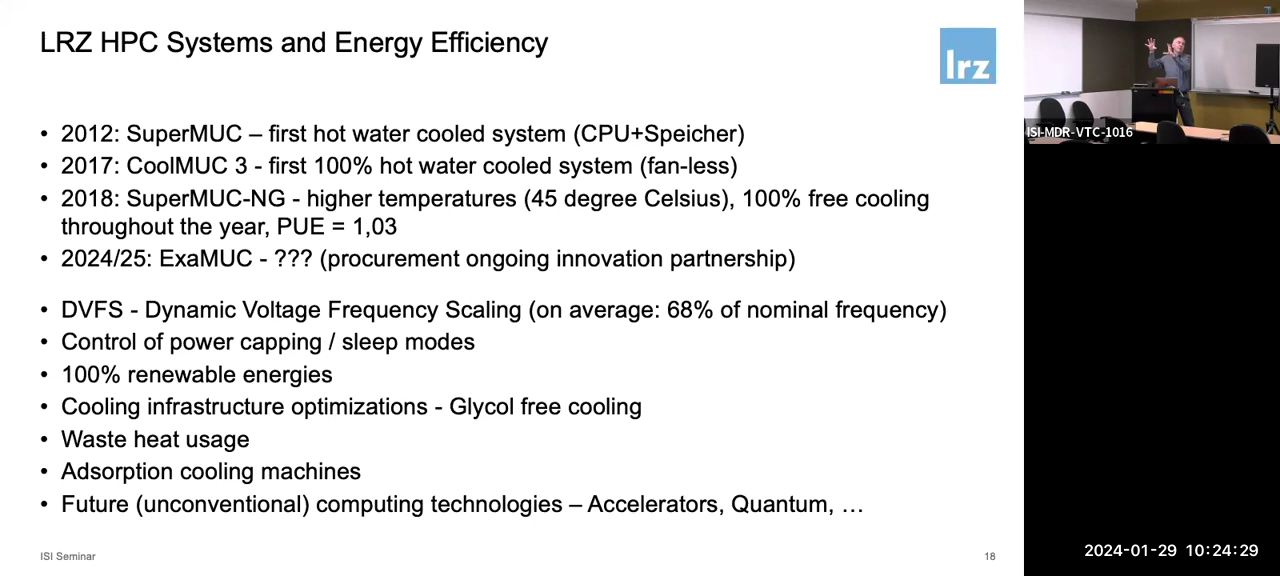 LRZ HPC Systems and Energy Efficiency
lrz
• 2012: SuperMUC – first hot water cooled system (CPU+Speicher)
• 2017: CoolMUC 3 - first 100% hot water cooled system (fan-less)
• 2018: SuperMUC-NG - higher temperatures (45 degree Celsius), 100% free cooling
throughout the year, PUE = 1,03
• 2024/25: ExaMUC - ??? (procurement ongoing innovation partnership)
• DVFS - Dynamic Voltage Frequency Scaling (on average: 68% of nominal frequency)
• Control of power capping / sleep modes
• 100% renewable energies
• Cooling infrastructure optimizations - Glycol free cooling
• Waste heat usage
• Adsorption cooling machines
• Future (unconventional) computing technologies – Accelerators, Quantum, …
ISI Seminar
18
ISI-MDR-VTC-1016
2024-01-29 10:24:29